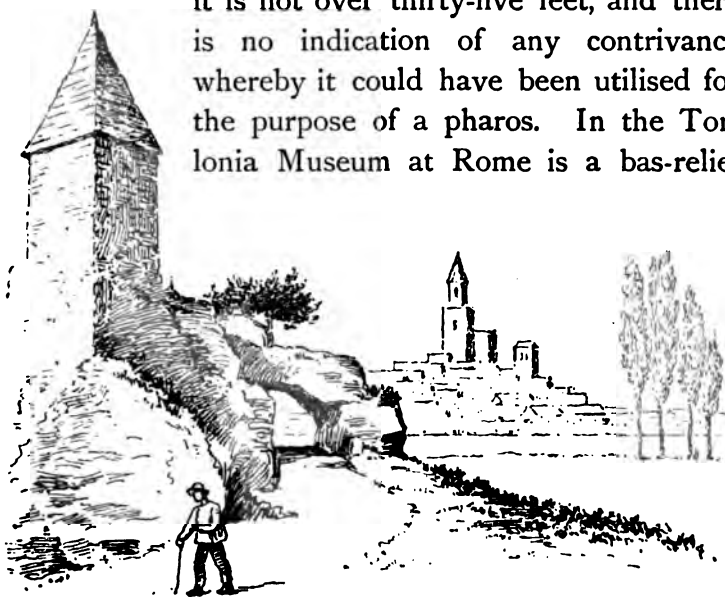 it is not over thirty-five feet, and ther
is no indication of any contrivanc
whereby it could have been utilised fo
the purpose of a pharos. In the Tor
lonia Museum at Rome is a bas-relie